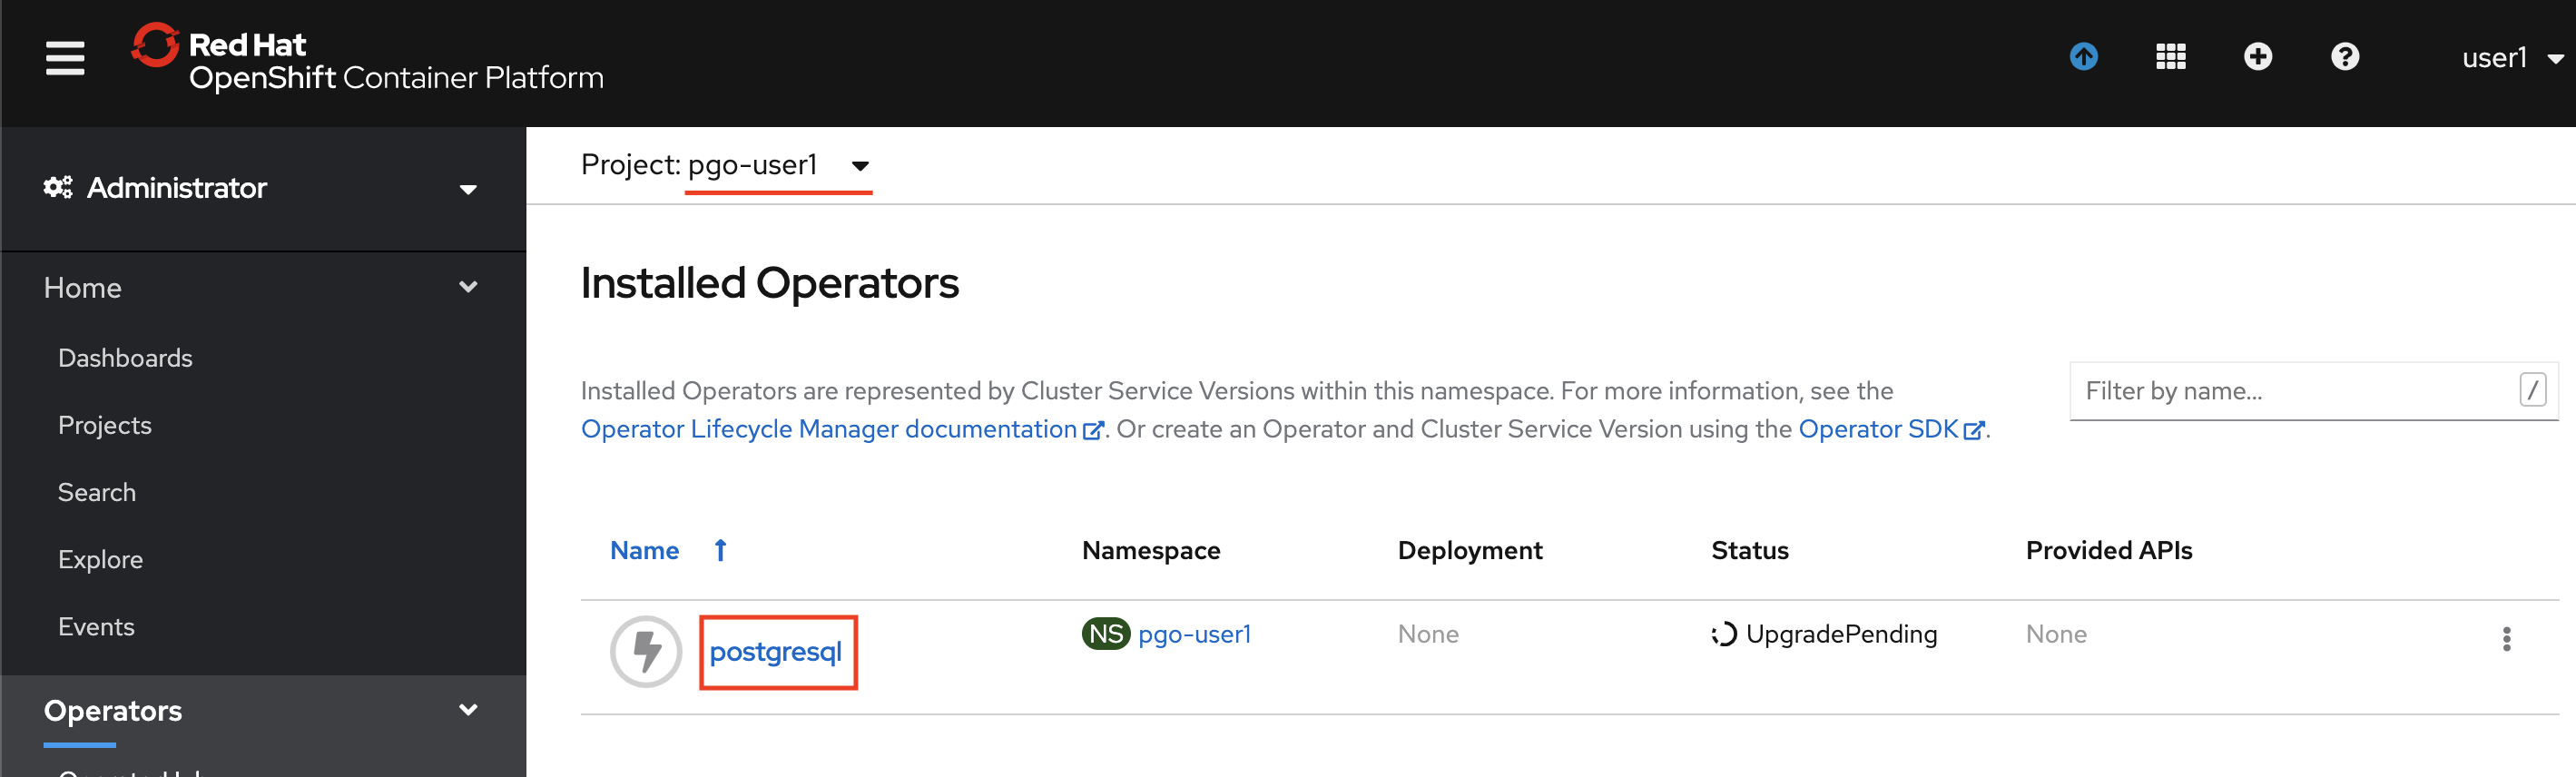 Red Hat
OpenShift Container Platform
user1
Administrator
Project: pgo-user1
Home
Dashboards
Projects
Search
Explore
Events
Operators
Installed Operators
Installed Operators are represented by Cluster Service Versions within this namespace. For more information, see the
Operator Lifecycle Manager documentation. Or create an Operator and Cluster Service Version using the Operator SDK.
Filter by name...
/
Name Namespace Deployment Status Provided APIs
postgresql NS pgo-user1 None UpgradePending None